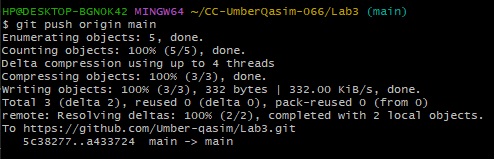 HP@DESKTOP-BGN0K42 MINGW64 ~/CC-UmberQasim-066/Lab3 (main)
$ git push origin main
Enumerating objects: 5, done.
Counting objects: 100% (5/5), done.
Delta compression using up to 4 threads
Compressing objects: 100% (3/3), done.
Writing objects: 100% (3/3), 332 bytes | 332.00 KiB/s, done.
Total 3 (delta 2), reused 0 (delta 0), pack-reused 0 (from 0)
remote: Resolving deltas: 100% (2/2), completed with 2 local objects.
To https://github.com/Umber-qasim/Lab3.git
   5c38277..a433724  main -> main